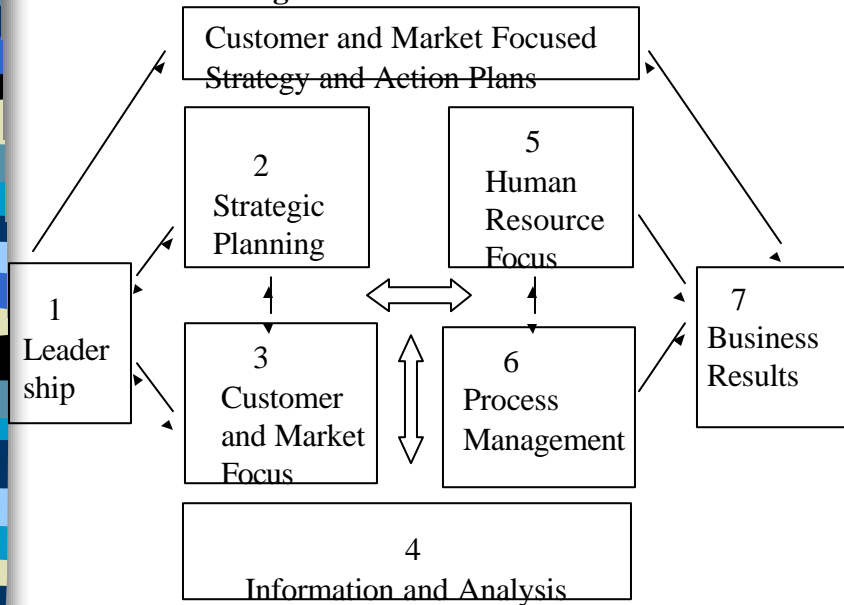 Customer and Market Focused
Strategy and Action Plans
2
Strategic
Planning
5
Human
Resource
Focus
1
Leader
ship
3
Customer
and Market
Focus
6
Process
Management
7
Business
Results
4
Information and Analysis